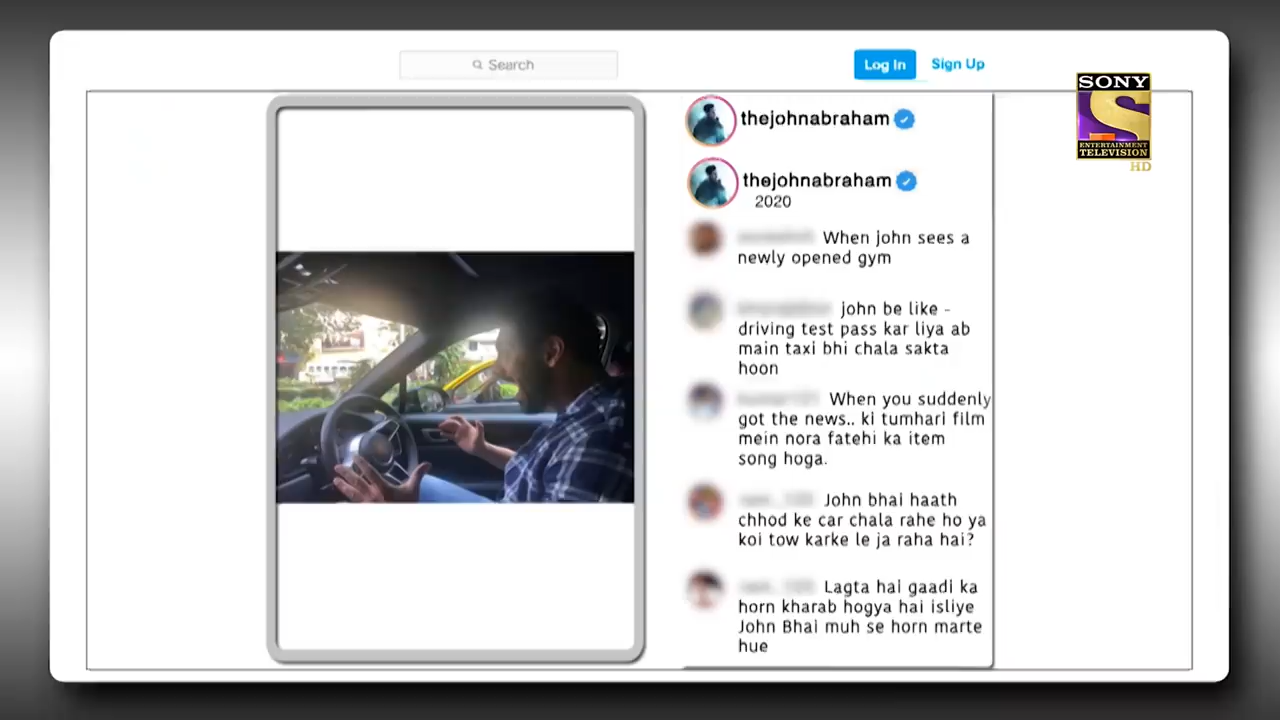 Search
Log In
Sign Up
SONY
S
ENTERTAINMENT
TELEVISION
HD
thejohnabraham
thejohnabraham
2020
When john sees a
newly opened gym
john be like -
driving test pass kar liya ab
main taxi bhi chala sakta
hoon
When you suddenly
got the news.. ki tumhari film
mein nora fatehi ka item
song hoga.
John bhai haath
chhod ke car chala rahe ho ya
koi tow karke le ja raha hai?
Lagta hai gaadi ka
horn kharab hogya hai isliye
John Bhai muh se horn marte
hue